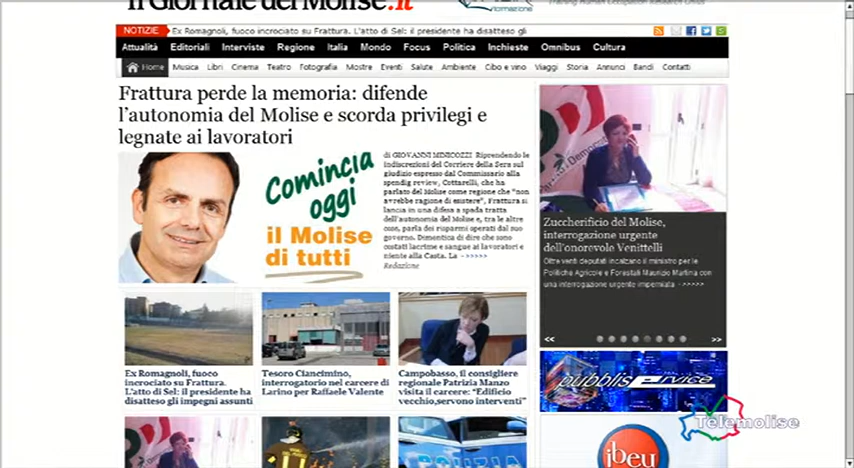 Il Giornale del Molise.it
NOTIZIE
Ex Romagnoli, fuoco incrociato su Frattura. L'atto di Sel: il presidente ha disatteso gli
Attualità Editoriali Interviste Regione Italia Mondo Focus Politica Inchieste Omnibus Cultura
Home Musica Libri Cinema Teatro Fotografia Mostre Eventi Salute Ambiente Cibo e vino Viaggi Storia Annunci Bandi Contatti
Frattura perde la memoria: difende
l'autonomia del Molise e scorda privilegi e
legnate ai lavoratori
Comincia
oggi
il Molise
di tutti
di GIOVANNI MINICOZZI Riprendendo le
indiscrezioni del Corriere della Sera sul
giudizio espresso dal Commissario alla
spendig review, Cottarelli, che ha
parlato del Molise come regione che "non
avrebbe ragione di esistere", Frattura si
lancia in una difesa a spada tratta
dell'autonomia del Molise e, tra le altre
cose, parla dei risparmi operati dal suo
governo. Dimentica di dire che sono
costati lacrime e sangue ai lavoratori e
niente alla Casta. La - >>>>>
Redazione
Zuccherificio del Molise,
interrogazione urgente
dell'onorevole Venittelli
Oltre venti deputati incalzano il ministro per le
Politiche Agricole e Forestali Maurizio Martina con
una interrogazione urgente imperniata - >>>>>
<< >>
Ex Romagnoli, fuoco
incrociato su Frattura.
L'atto di Sel: il presidente ha
disatteso gli impegni assunti
Tesoro Ciancimino,
interrogatorio nel carcere di
Larino per Raffaele Valente
Campobasso, il consigliere
regionale Patrizia Manzo
visita il carcere: "Edificio
vecchio,servono interventi"
pubbliservice
Telemolise
ibeu
POLIZIA